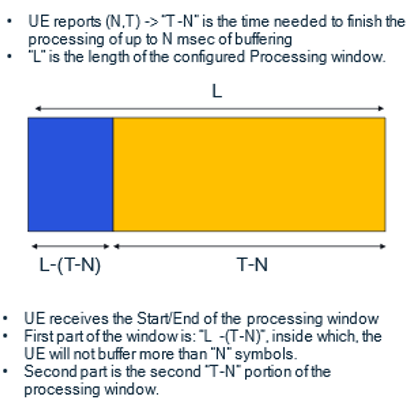 • UE reports (N,T) -> "T-N" is the time needed to finish the
processing of up to N msec of buffering
• "L" is the length of the configured Processing window.
L
L-(T-N)
T-N
• UE receives the Start/End of the processing window
• First part of the window is: "L -(T-N)", inside which, the
UE will not buffer more than "N" symbols.
• Second part is the second "T-N" portion of the
processing window.